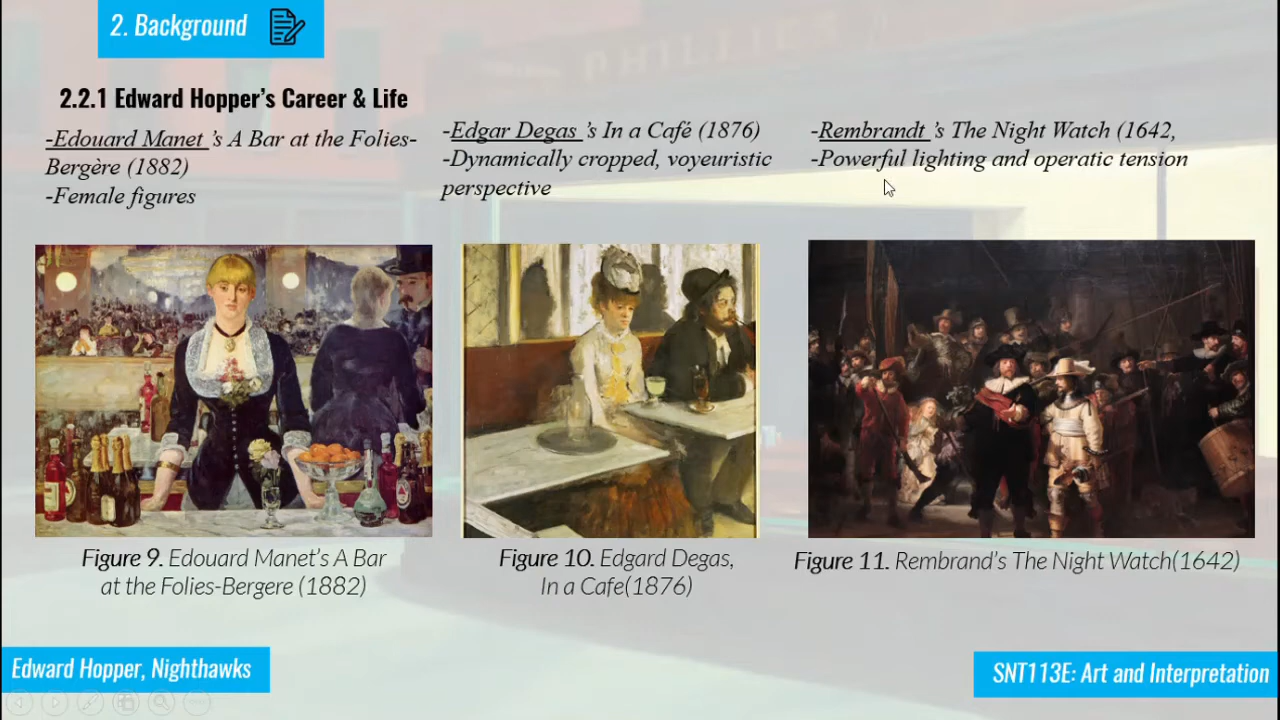 2. Background
PHILLIES
2.2.1 Edward Hopper's Career & Life
-Edouard Manet 's A Bar at the Folies-
Bergère (1882)
-Female figures
-Edgar Degas 's In a Café (1876)
-Dynamically cropped, voyeuristic
perspective
-Rembrandt 's The Night Watch (1642,
-Powerful lighting and operatic tension
Figure 9. Edouard Manet's A Bar
at the Folies-Bergere (1882)
Figure 10. Edgard Degas,
In a Cafe(1876)
Figure 11. Rembrand's The Night Watch(1642)
Edward Hopper, Nighthawks
SNT113E: Art and Interpretation